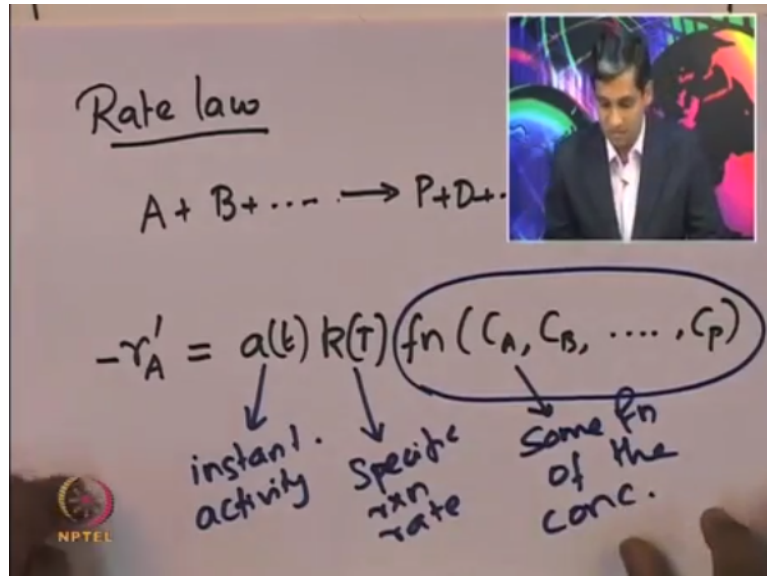 Rate law
A + B + .... → P+D+.
-r'A = a(t) k(T) fn (CA, CB, ...., CP)
instant. activity
Specific rxn rate
Some fn of the conc.
NPTEL